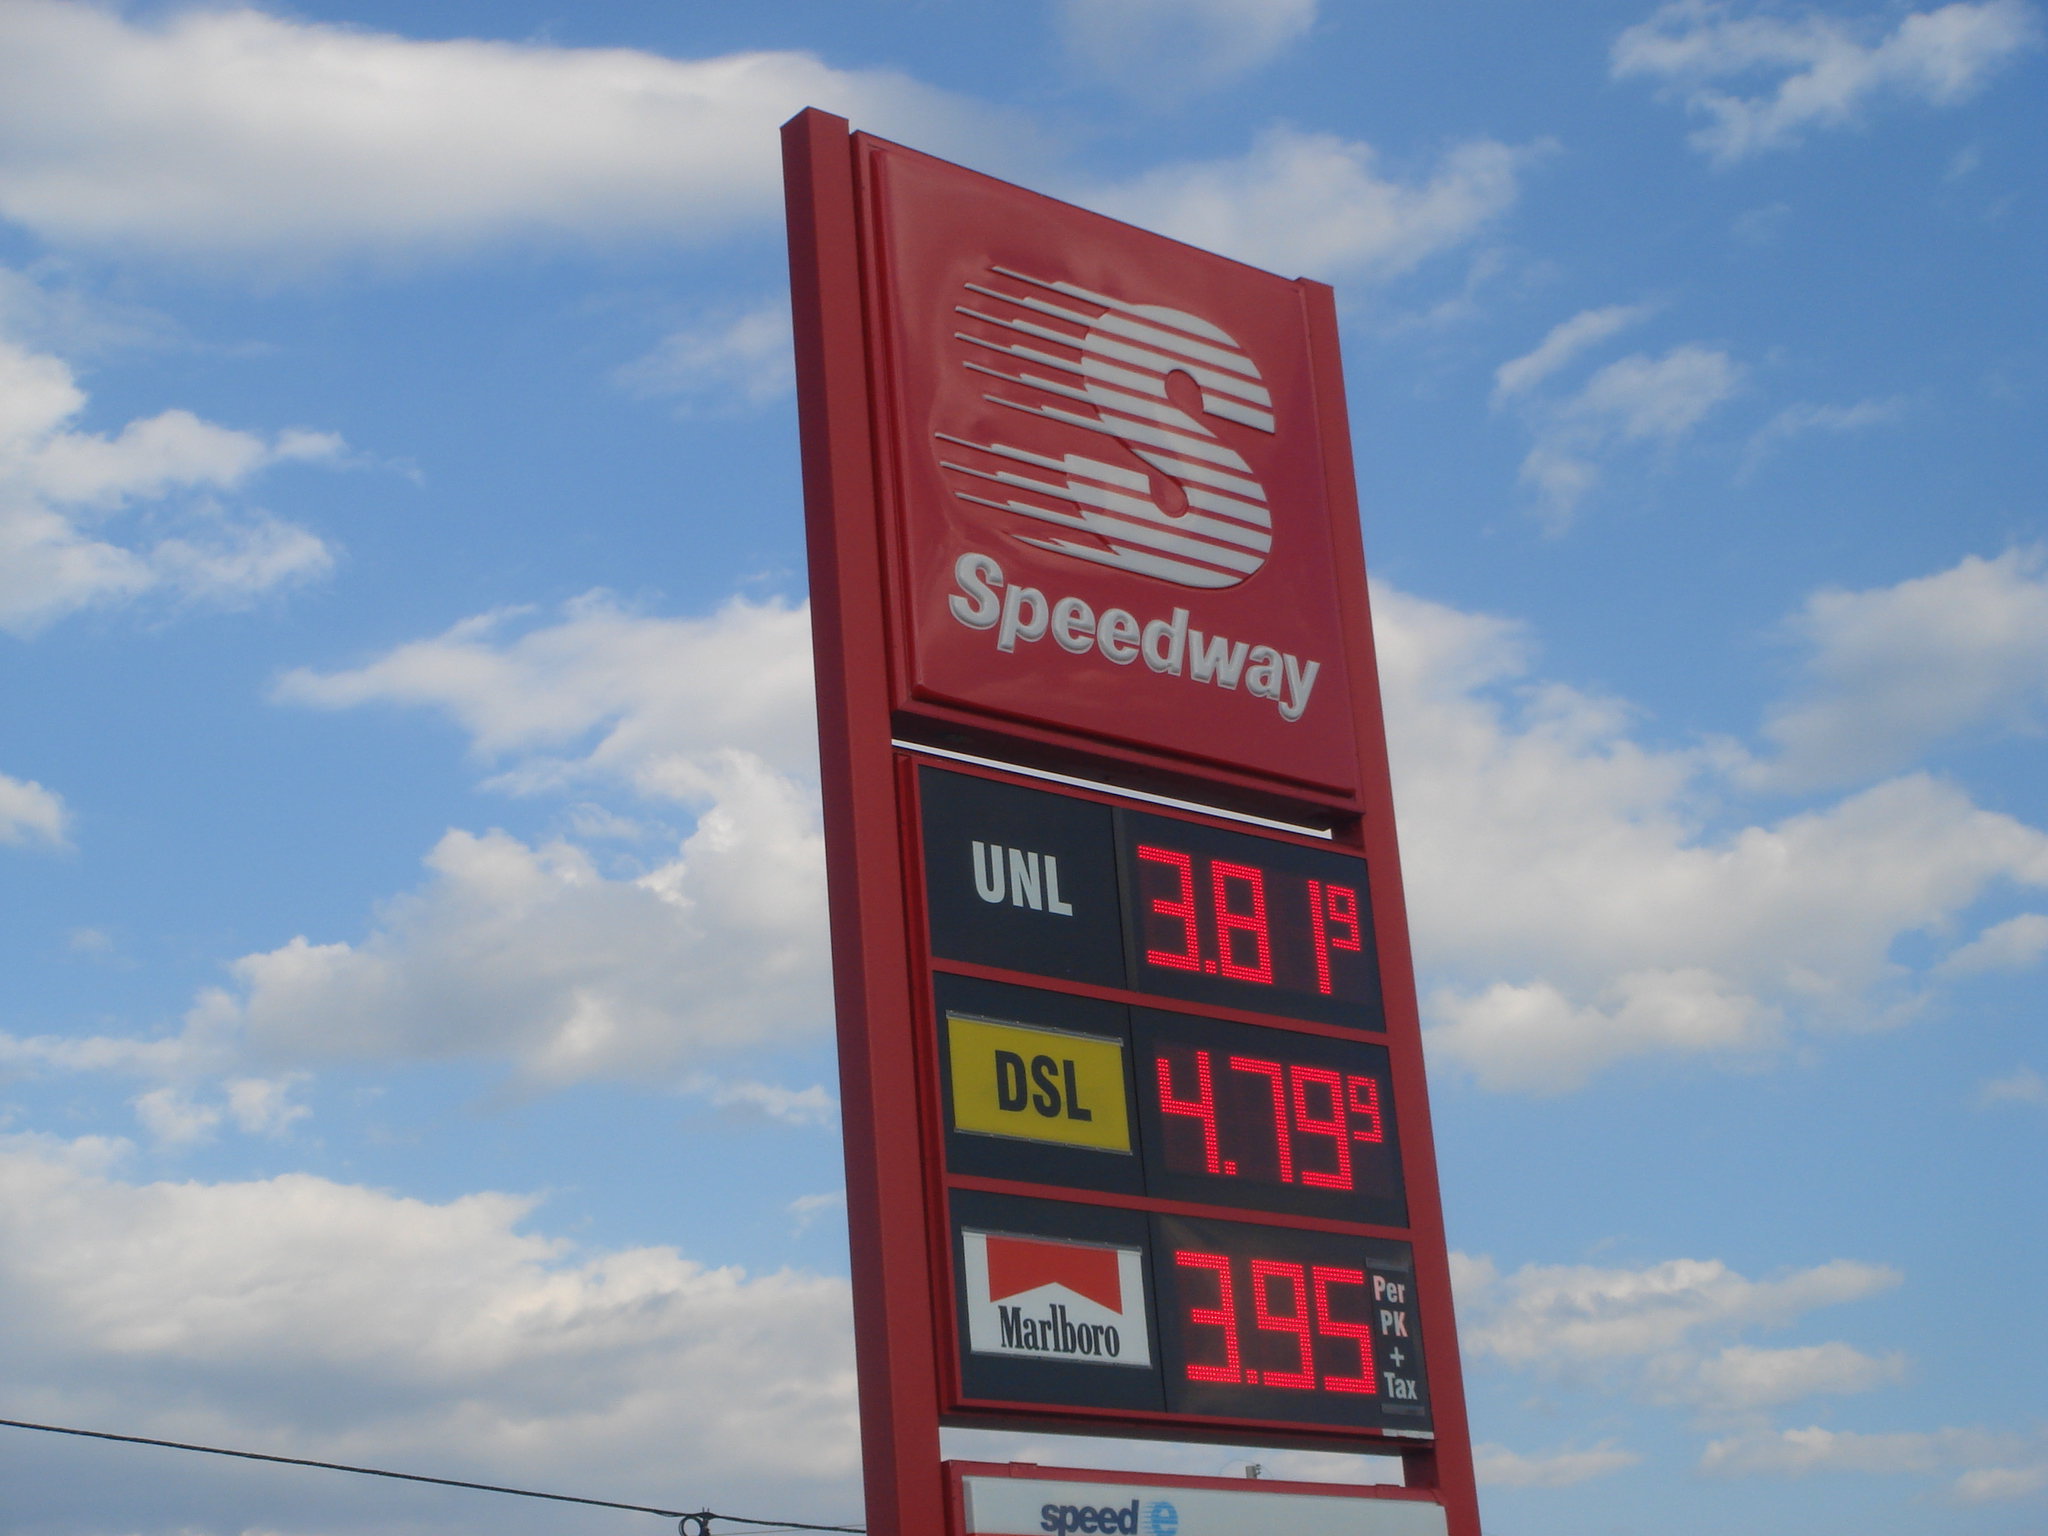 S
Speedway
UNL 3.81 9
DSL 4.79 9
Marlboro 3.95 Per PK + Tax
speed e